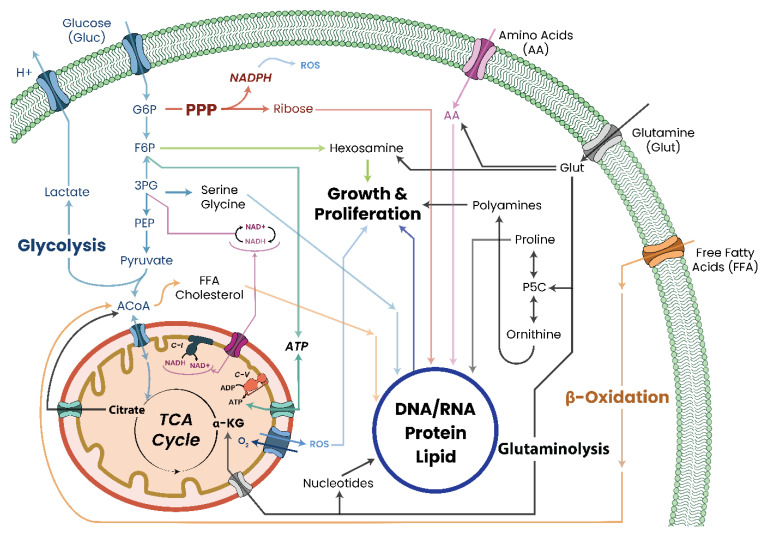 Glucose
(Gluc)
Amino Acids
(AA)
H+
NADPH
ROS
G6P
PPP
Ribose
AA
Glutamine
(Glut)
F6P
Hexosamine
Glut
3PG
Serine
Glycine
Lactate
Growth &
Proliferation
Polyamines
PEP
NAD+
NADH
Glycolysis
Proline
Free Fatty
Acids (FFA)
Pyruvate
FFA
Cholesterol
P5C
ACoA
Ornithine
C-I
NADH
NAD+
ATP
C-V
ADP
ATP
β-Oxidation
Citrate
TCA
Cycle
α-KG
O2
ROS
DNA/RNA
Protein
Lipid
Glutaminolysis
Nucleotides